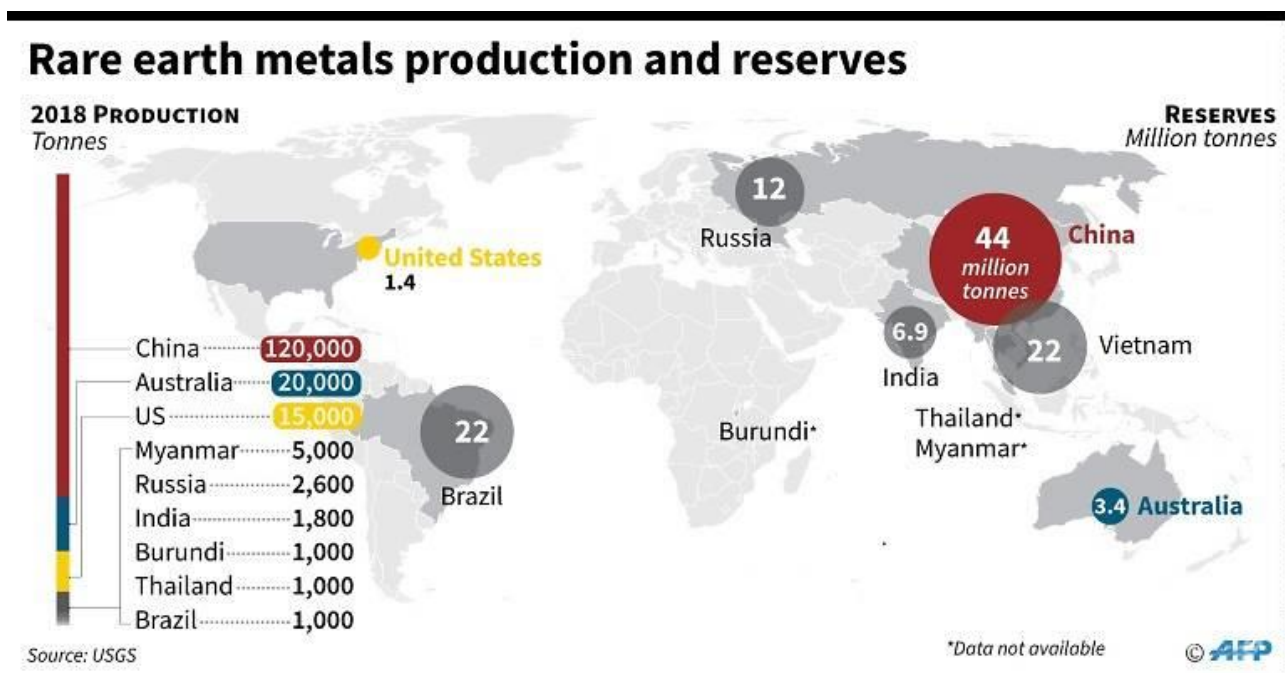 Rare earth metals production and reserves
2018 PRODUCTION
Tonnes
RESERVES
Million tonnes
12
Russia
44
million
tonnes
China
United States
1.4
6.9
India
22
Vietnam
China 120,000
Australia 20,000
US 15,000
Myanmar 5,000
Russia 2,600
India 1,800
Burundi 1,000
Thailand 1,000
Brazil 1,000
22
Brazil
Burundi*
Thailand*
Myanmar*
3.4 Australia
Source: USGS
*Data not available
© AFP